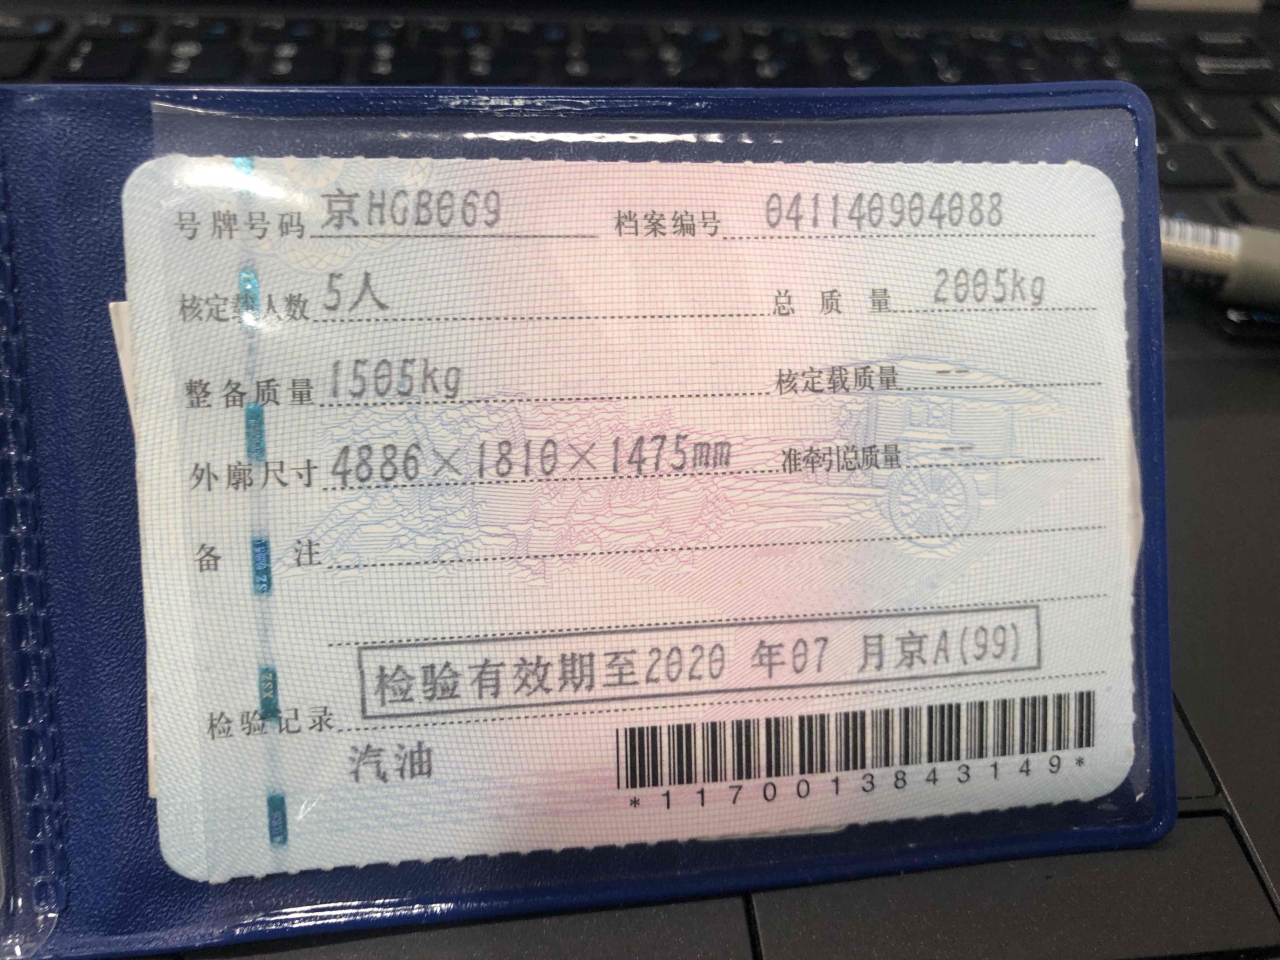 号牌号码 京HGB069 档案编号 041140904088
核定载人数 5人 总质量 2005kg
整备质量 1505kg 核定载质量 --
外廓尺寸 4886×1810×1475mm 准牵引总质量 --
备注
检验有效期至2020 年07 月京A(99)
检验记录
汽油
*1170013843149*